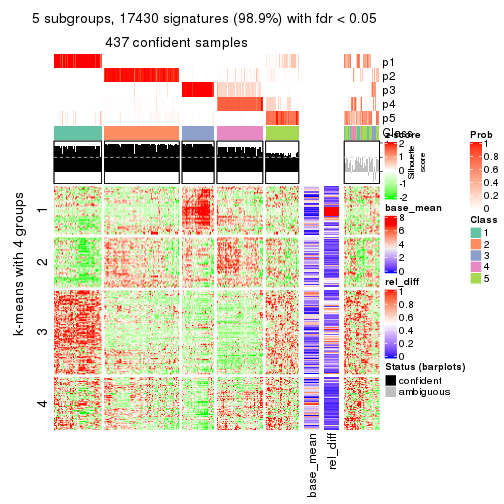 5 subgroups, 17430 signatures (98.9%) with fdr < 0.05
437 confident samples
p1
p2
p3
p4
p5
Class
z-score
2
1
0
-1
-2
Silhouette
score
Prob
1
0.8
0.6
0.4
0.2
0
base_mean
8
6
4
2
0
Class
1
2
3
4
5
rel_diff
1
0.8
0.6
0.4
0.2
0
Status (barplots)
confident
ambiguous
k-means with 4 groups
1
2
3
4
base_mean
rel_diff